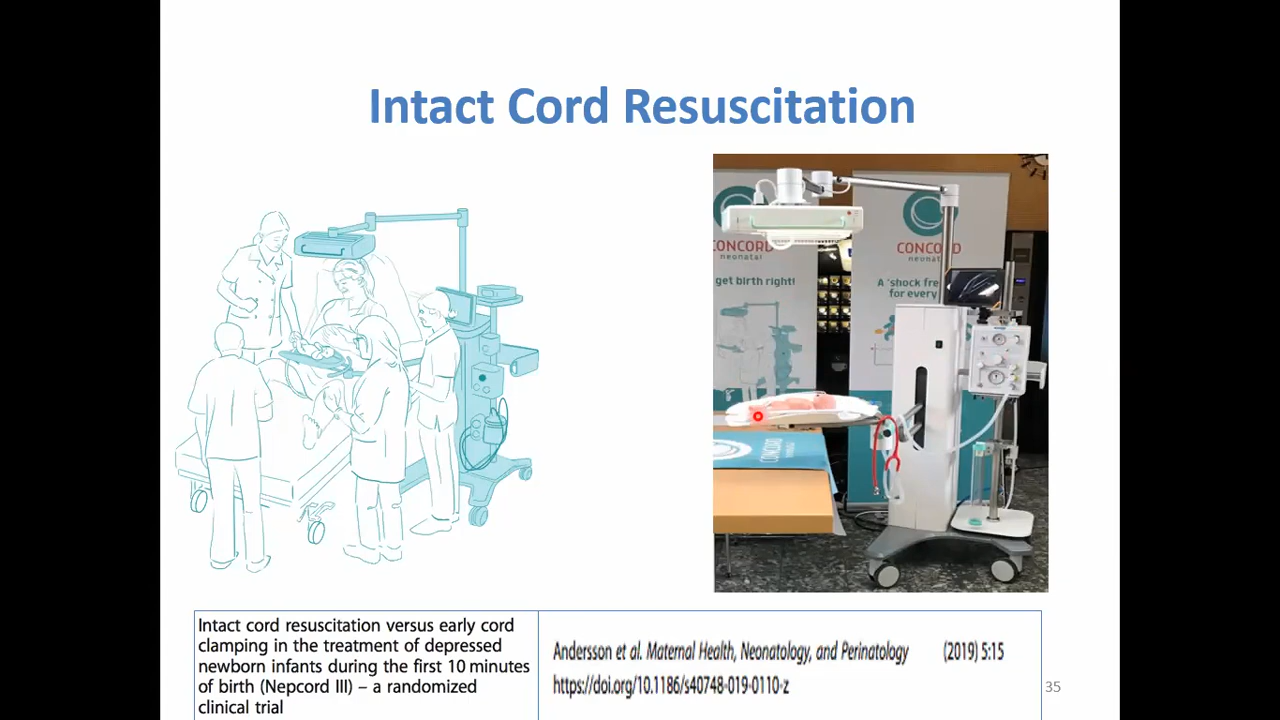 Intact Cord Resuscitation
CONCORD
neonatal
get birth right!
CONCORD
neonat
A 'shock fre
for every
CONCORD
Intact cord resuscitation versus early cord
clamping in the treatment of depressed
newborn infants during the first 10 minutes
of birth (Nepcord III) – a randomized
clinical trial
Andersson et al. Maternal Health, Neonatology, and Perinatology (2019) 5:15
https://doi.org/10.1186/s40748-019-0110-z
35